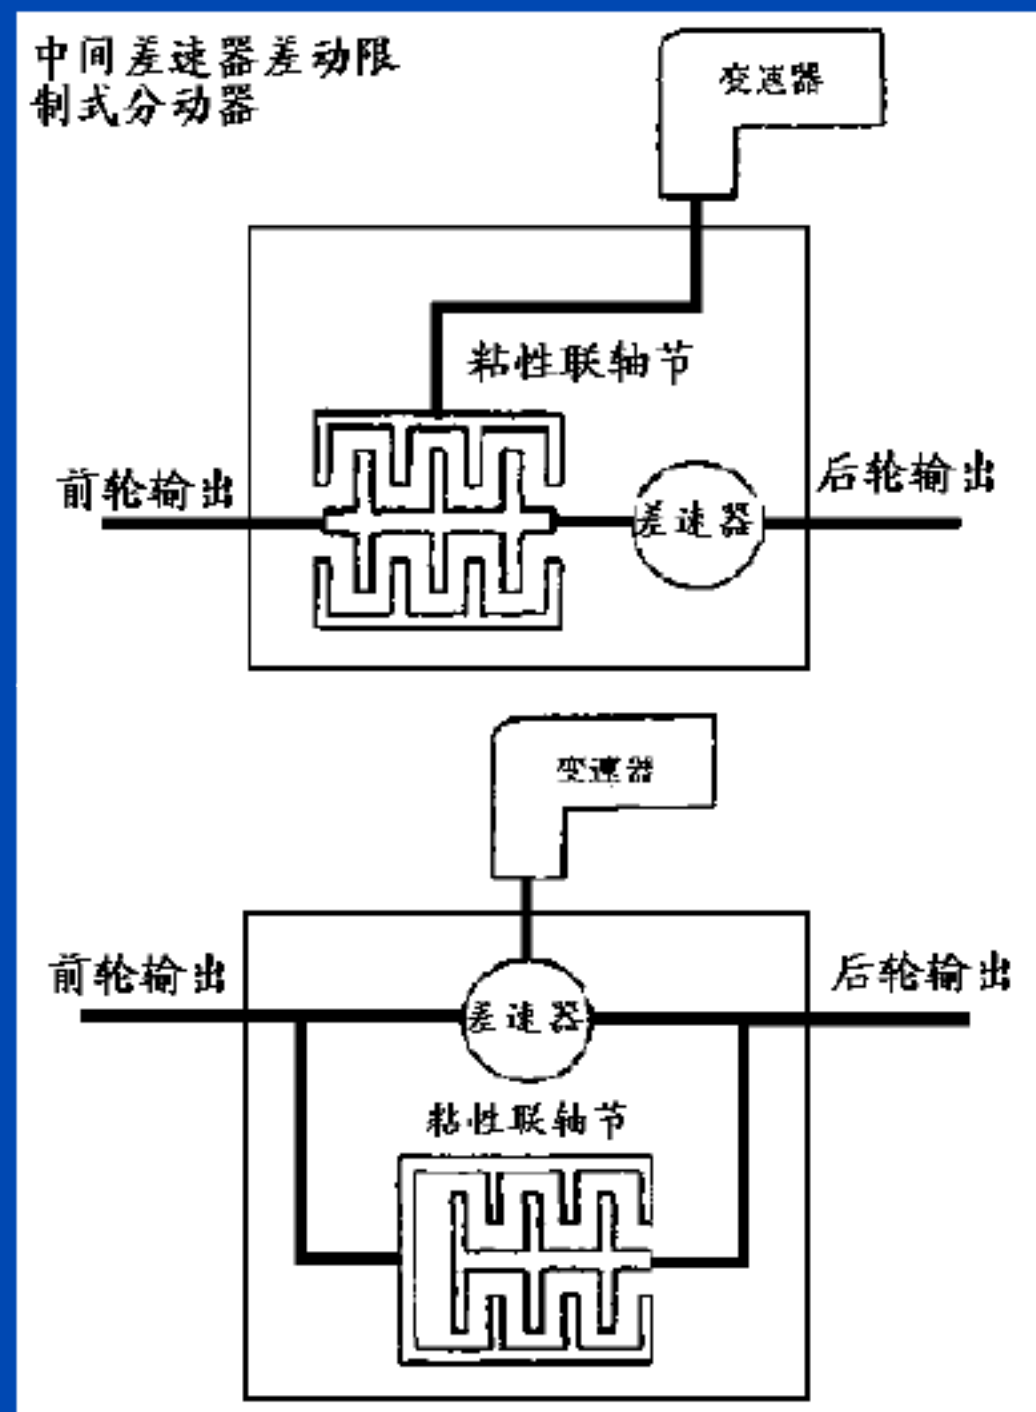 中间差速器差动限
制式分动器
变速器
粘性联轴节
前轮输出
后轮输出
差速器
变速器
前轮输出
后轮输出
差速器
粘性联轴节